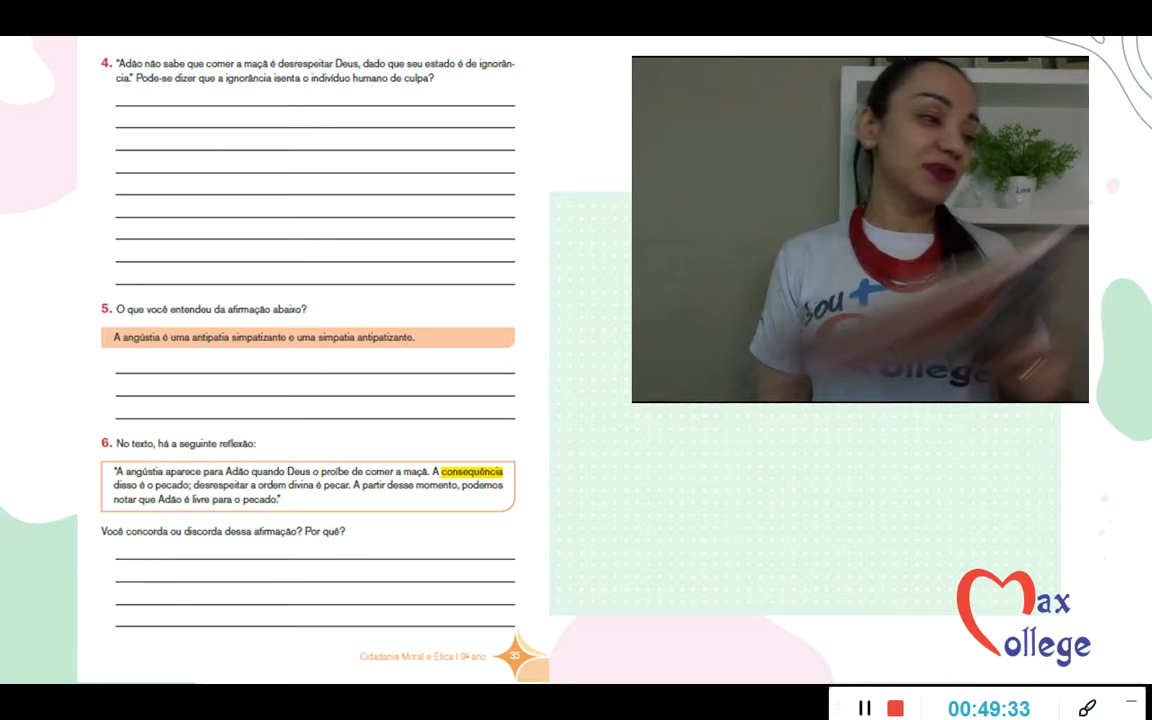 4. "Adão não sabe que comer a maçã é desrespeitar Deus, dado que seu estado é de ignorân-
cia." Pode-se dizer que a ignorância isenta o indivíduo humano de culpa?
5. O que você entendeu da afirmação abaixo?
A angústia é uma antipatia simpatizante e uma simpatia antipatizante.
6. No texto, há a seguinte reflexão:
"A angústia aparece para Adão quando Deus o proíbe de comer a maçã. A consequência
disso é o pecado; desrespeitar a ordem divina é pecar. A partir desse momento, podemos
notar que Adão é livre para o pecado."
Você concorda ou discorda dessa afirmação? Por quê?
Cidadania Moral e Ética | 9º ano
35
Love
sou +
ollege
Max
College
00:49:33